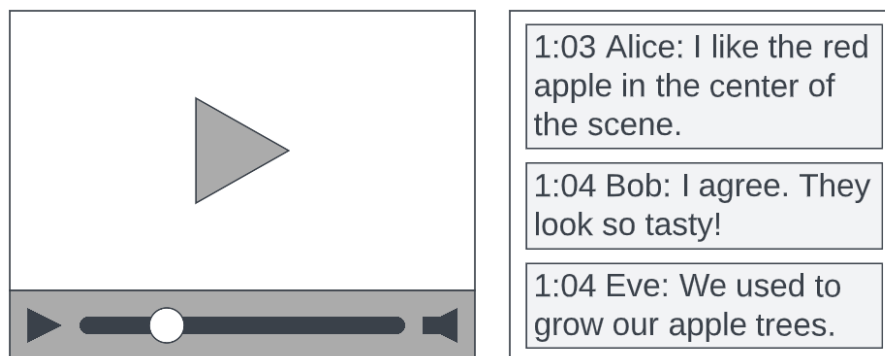 1:03 Alice: I like the red
apple in the center of
the scene.
1:04 Bob: I agree. They
look so tasty!
1:04 Eve: We used to
grow our apple trees.